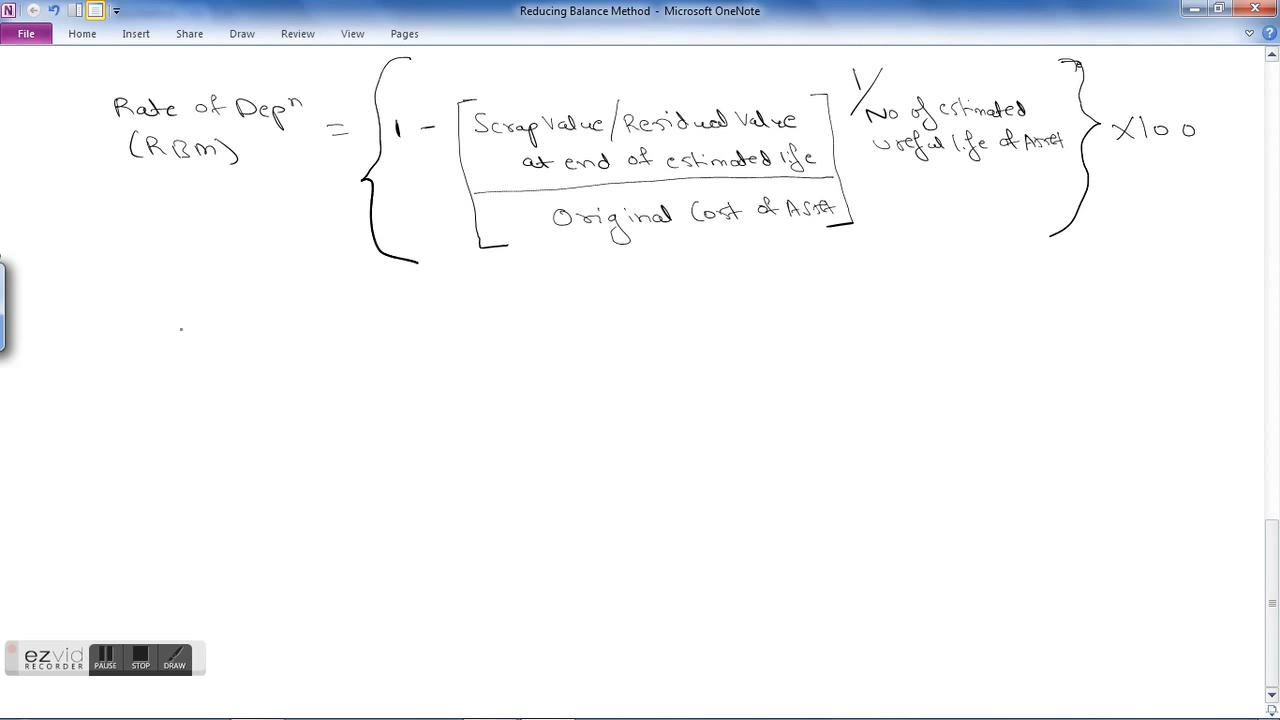 Reducing Balance Method - Microsoft OneNote
File Home Insert Share Draw Review View Pages
Rate of Depⁿ
(RBM)
= { 1 - [ Scrap Value/Residual Value
at end of estimated life
Original Cost of Asset ]
1/
No of estimated
useful life of Asset
} X100
ezvid
RECORDER
PAUSE STOP DRAW